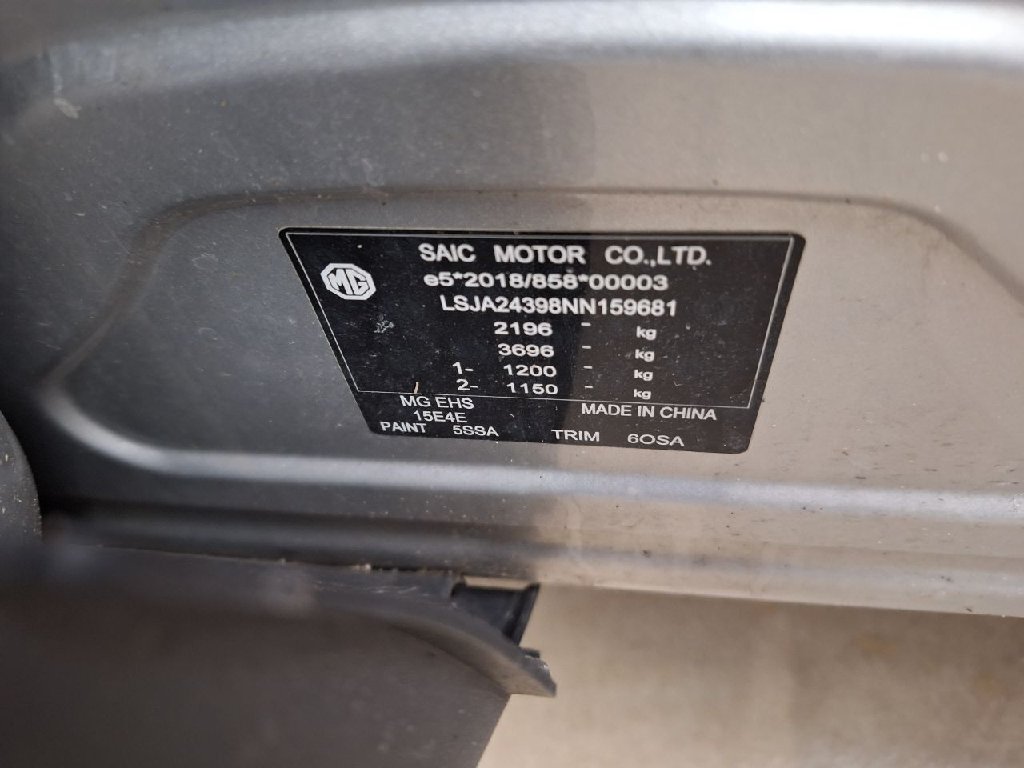 SAIC MOTOR CO.,LTD.
MG
e5*2018/858*00003
LSJA24398NN159681
2196 - kg
3696 - kg
1- 1200 - kg
2- 1150 - kg
MG EHS MADE IN CHINA
15E4E
PAINT 5SSA TRIM 6OSA